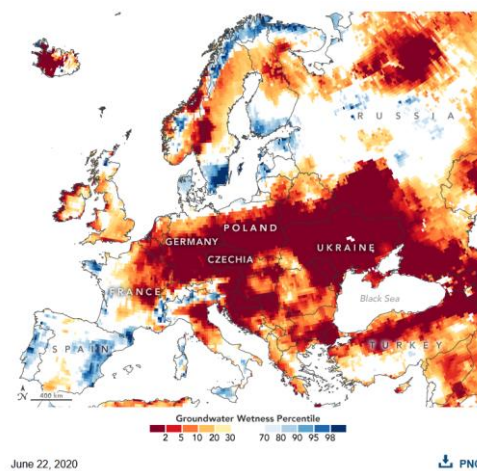 RUSSIA
POLAND
GERMANY
UKRAINE
CZECHIA
FRANCE
Black Sea
SPAIN
TURKEY
N
400 km
Groundwater Wetness Percentile
2 5 10 20 30 70 80 90 95 98
June 22, 2020
PNG